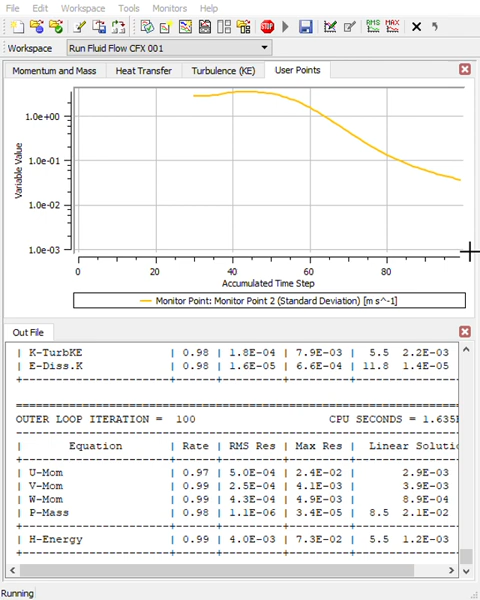 File Edit Workspace Tools Monitors Help
STOP RMS MAX
Workspace Run Fluid Flow CFX 001
Momentum and Mass Heat Transfer Turbulence (KE) User Points
1.0e+00
1.0e-01
1.0e-02
1.0e-03
Variable Value
0 20 40 60 80
Accumulated Time Step
Monitor Point: Monitor Point 2 (Standard Deviation) [m s^-1]
Out File
| K-TurbKE | 0.98 | 1.8E-04 | 7.9E-03 | 5.5 2.2E-03
| E-Diss.K | 0.98 | 1.6E-05 | 6.6E-04 | 11.8 1.4E-05
OUTER LOOP ITERATION = 100 CPU SECONDS = 1.635
| Equation | Rate | RMS Res | Max Res | Linear Solutio
| U-Mom | 0.97 | 5.0E-04 | 2.4E-02 | 2.9E-03
| V-Mom | 0.99 | 2.5E-04 | 4.1E-03 | 3.9E-03
| W-Mom | 0.99 | 4.3E-04 | 4.9E-03 | 8.9E-04
| P-Mass | 0.98 | 1.1E-06 | 3.4E-05 | 8.5 2.1E-02
| H-Energy | 0.99 | 4.0E-03 | 7.3E-02 | 5.5 1.2E-03
Running